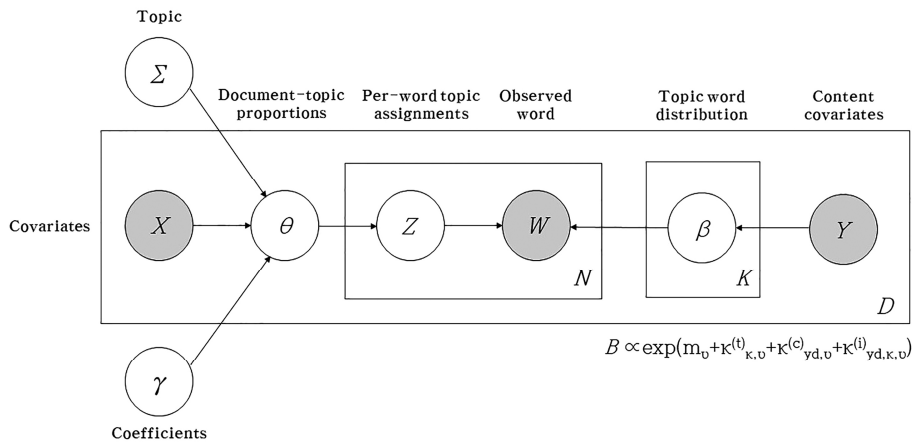 Topic
Σ
Document-topic
proportions
Per-word topic
assignments
Observed
word
Topic word
distribution
Content
covariates
Covariates
X
θ
Z
W
β
Y
N
K
D
B ∝exp(m_υ+κ^(t)_κ,υ+κ^(c)_yd,υ+κ^(i)_yd,κ,υ)
γ
Coefficients